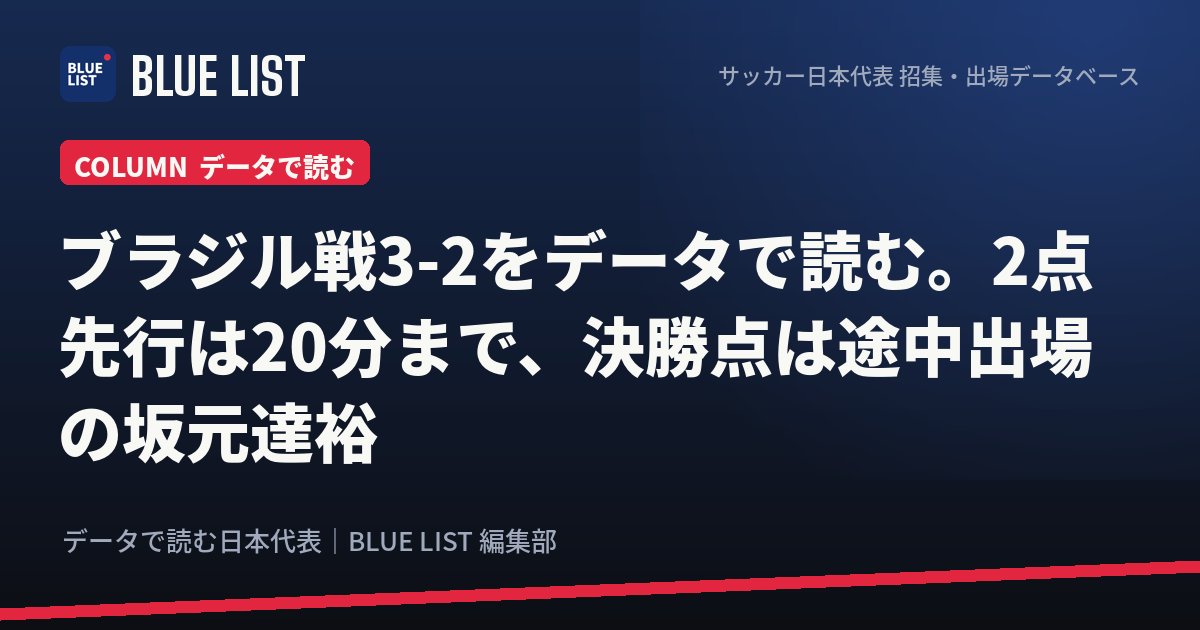 BLUE LIST
BLUE LIST
サッカー日本代表 招集・出場データベース
COLUMN データで読む
ブラジル戦3-2をデータで読む。2点
先行は20分まで、決勝点は途中出場
の坂元達裕
データで読む日本代表｜BLUE LIST 編集部